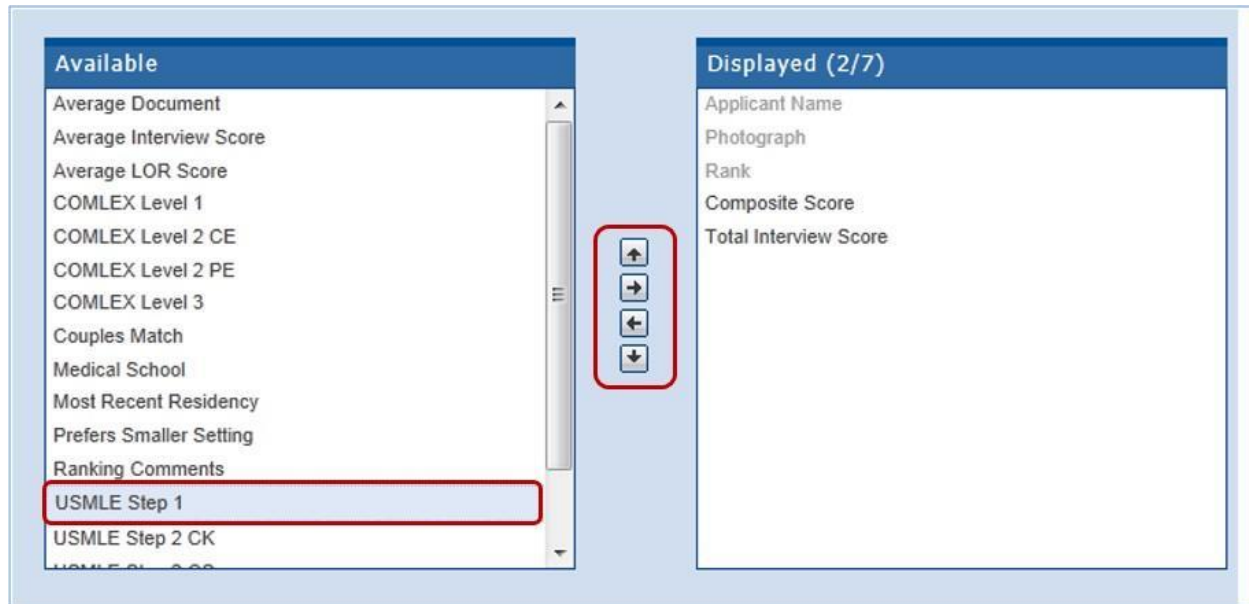 Available
Average Document
Average Interview Score
Average LOR Score
COMLEX Level 1
COMLEX Level 2 CE
COMLEX Level 2 PE
COMLEX Level 3
Couples Match
Medical School
Most Recent Residency
Prefers Smaller Setting
Ranking Comments
USMLE Step 1
USMLE Step 2 CK
Displayed (2/7)
Applicant Name
Photograph
Rank
Composite Score
Total Interview Score